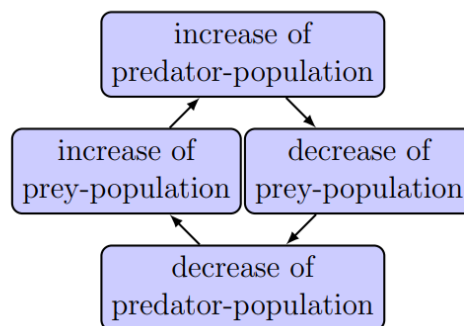 increase of
predator-population
increase of
prey-population
decrease of
prey-population
decrease of
predator-population